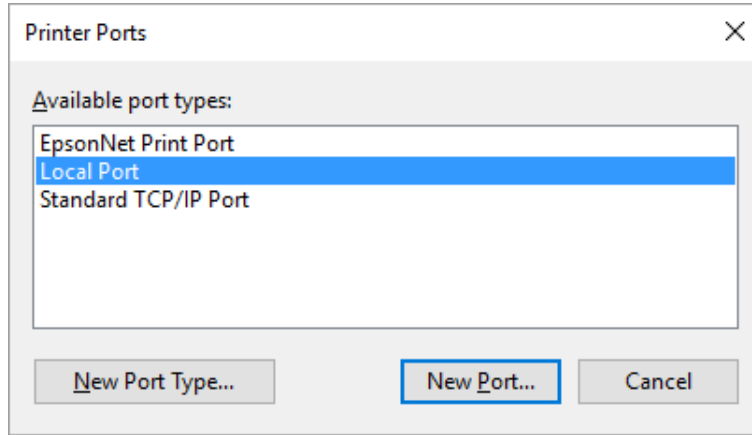 Printer Ports
Available port types:
EpsonNet Print Port
Local Port
Standard TCP/IP Port
New Port Type... New Port... Cancel